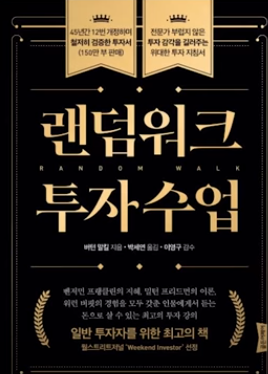 45년간 12번 개정하며
철저히 검증한 투자서
(150만 부 판매)
전문가 부럽지 않은
투자 감각을 길러주는
위대한 투자 지침서
랜덤워크
RANDOM WALK
투자수업
버턴 말킬 지음 · 박세연 옮김 · 이영구 감수
벤저민 프랭클린의 지혜, 밀턴 프리드먼의 이론,
워런 버핏의 경험을 모두 갖춘 인물에게서 듣는
돈으로 살 수 있는 최고의 투자 강의
일반 투자자를 위한 최고의 책
월스트리트저널 'Weekend Investor' 선정